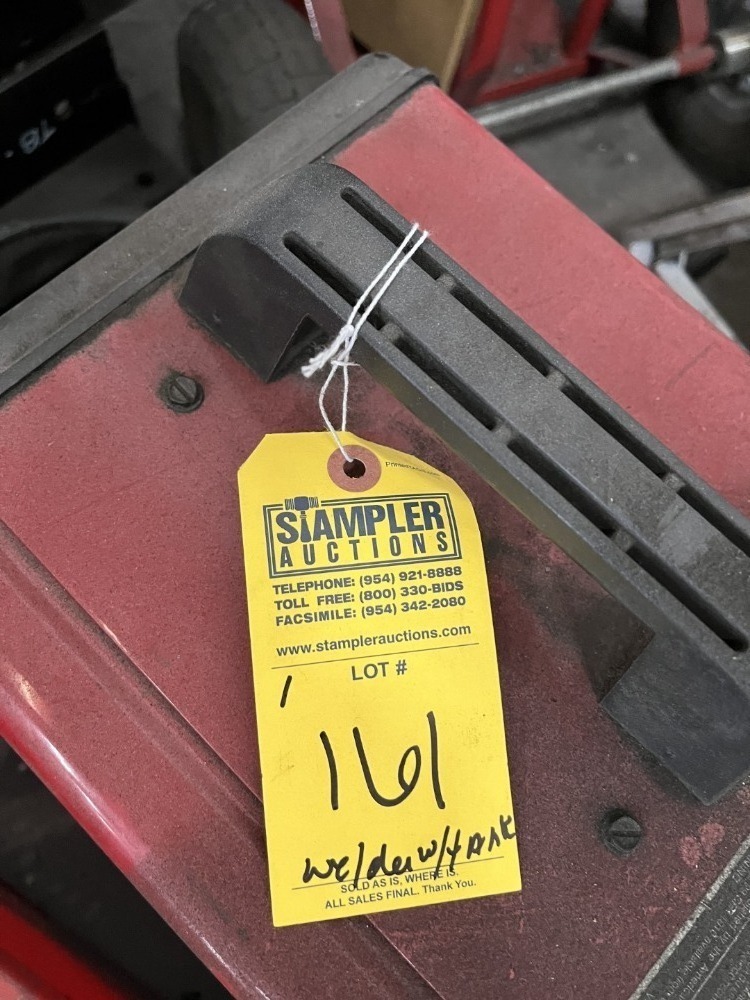 STAMPLER
AUCTIONS
TELEPHONE: (954) 921-8888
TOLL FREE: (800) 330-BIDS
FACSIMILE: (954) 342-2080
www.stamplerauctions.com
LOT #
1
161
welder w/
SOLD AS IS, WHERE IS.
ALL SALES FINAL. Thank You.